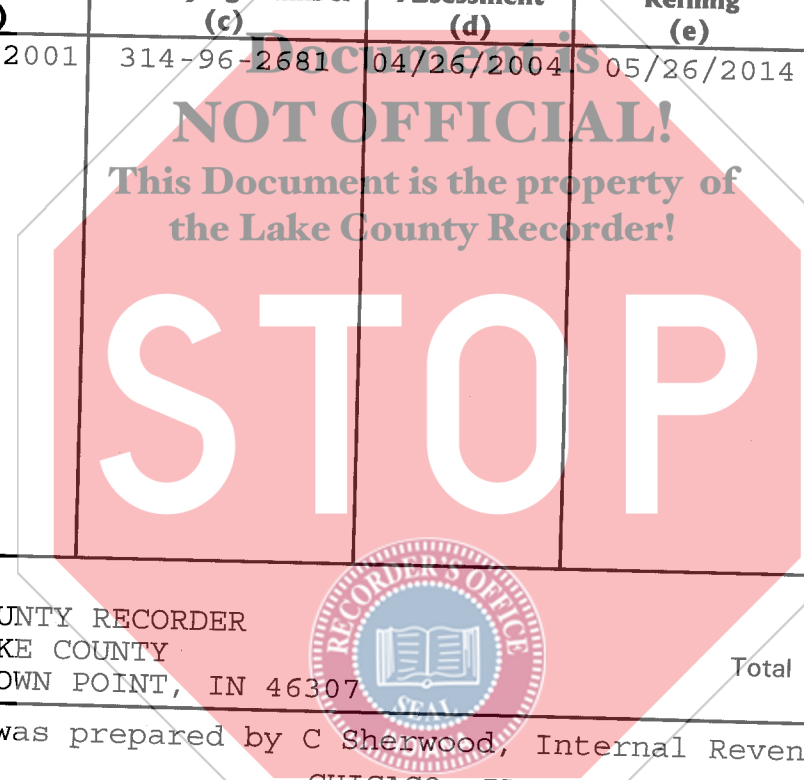 (c) (d) (e)
2001 314-96-2681 04/26/2004 05/26/2014
Document is
NOT OFFICIAL!
This Document is the property of
the Lake County Recorder!
STOP
RECORDER'S OFFICE
SEAL
UNTY RECORDER
KE COUNTY
OWN POINT, IN 46307
Total
was prepared by C Sherwood, Internal Reven